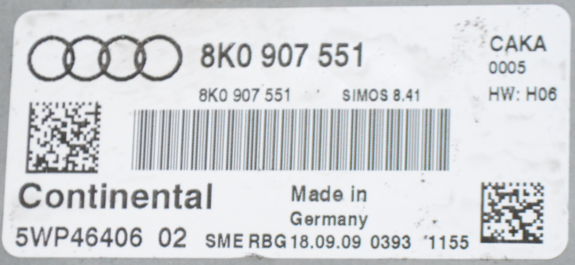 8K0 907 551
CAKA
0005
8K0 907 551 SIMOS 8.41 HW: H06
Continental Made in
Germany
5WP46406 02 SME RBG 18.09.09 0393 1155